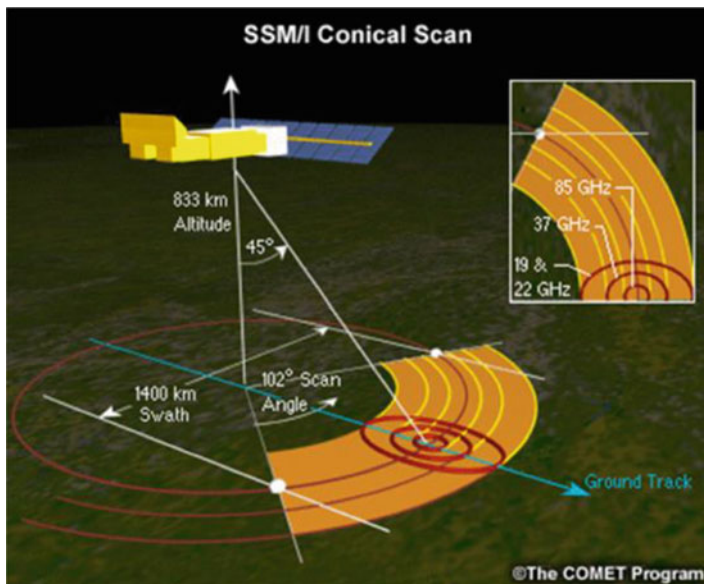 SSM/I Conical Scan
833 km
Altitude
45°
85 GHz
37 GHz
19 &
22 GHz
1400 km
Swath
102° Scan
Angle
Ground Track
©The COMET Program